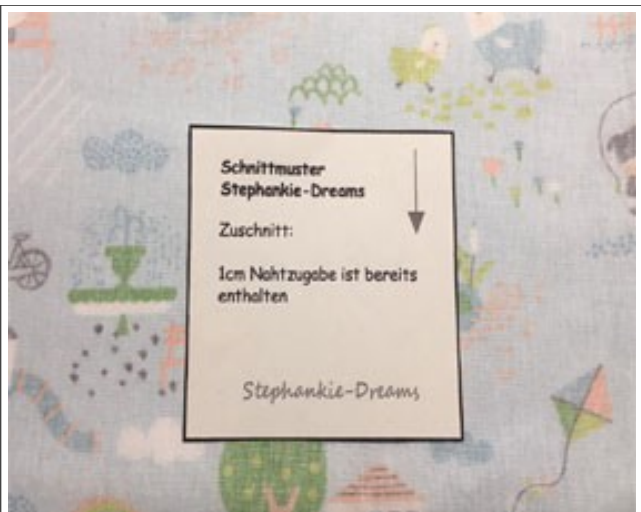 Schnittmuster
Stephankie-Dreams
Zuschnitt:
1cm Nahtzugabe ist bereits
enthalten
Stephankie-Dreams